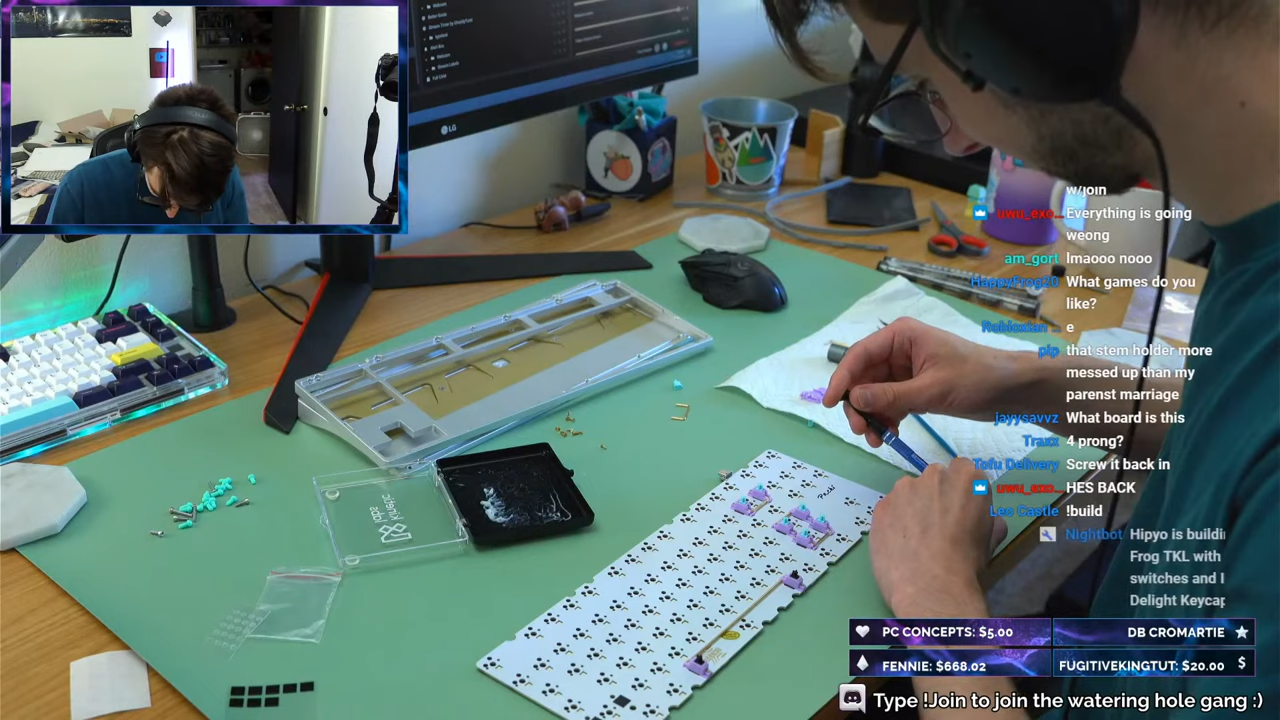 LG
w/join
uwu_exo... Everything is going
weong
am_gort lmaooo nooo
HappyFrog20 What games do you
like?
Robloxian ... e
pip that stem holder more
messed up than my
parenst marriage
jayysavvz What board is this
Traxx 4 prong?
Tofu Delivery Screw it back in
uwu_exo... HES BACK
Leo Castle !build
Nightbot Hipyo is buildi
Frog TKL with
switches and I
Delight Keycap
PC CONCEPTS: $5.00
DB CROMARTIE
FENNIE: $668.02
FUGITIVEKINGTUT: $20.00
Type !Join to join the watering hole gang :)